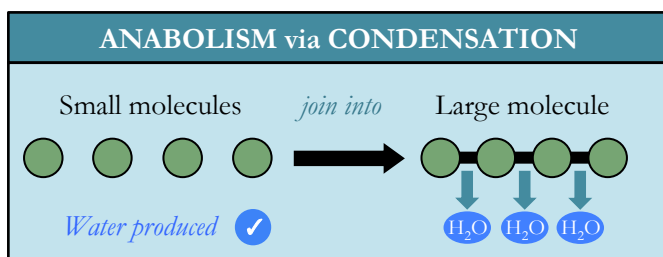 ANABOLISM via CONDENSATION
Small molecules join into Large molecule
Water produced ✓ H₂O H₂O H₂O